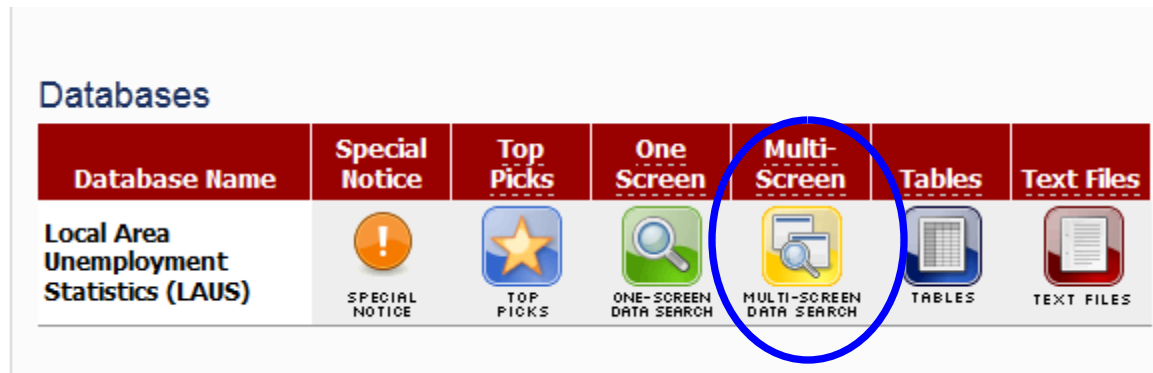 Databases
Database Name Special Notice Top Picks One Screen Multi-Screen Tables Text Files
Local Area
Unemployment
Statistics (LAUS)
!
SPECIAL NOTICE TOP PICKS ONE-SCREEN DATA SEARCH MULTI-SCREEN DATA SEARCH TABLES TEXT FILES